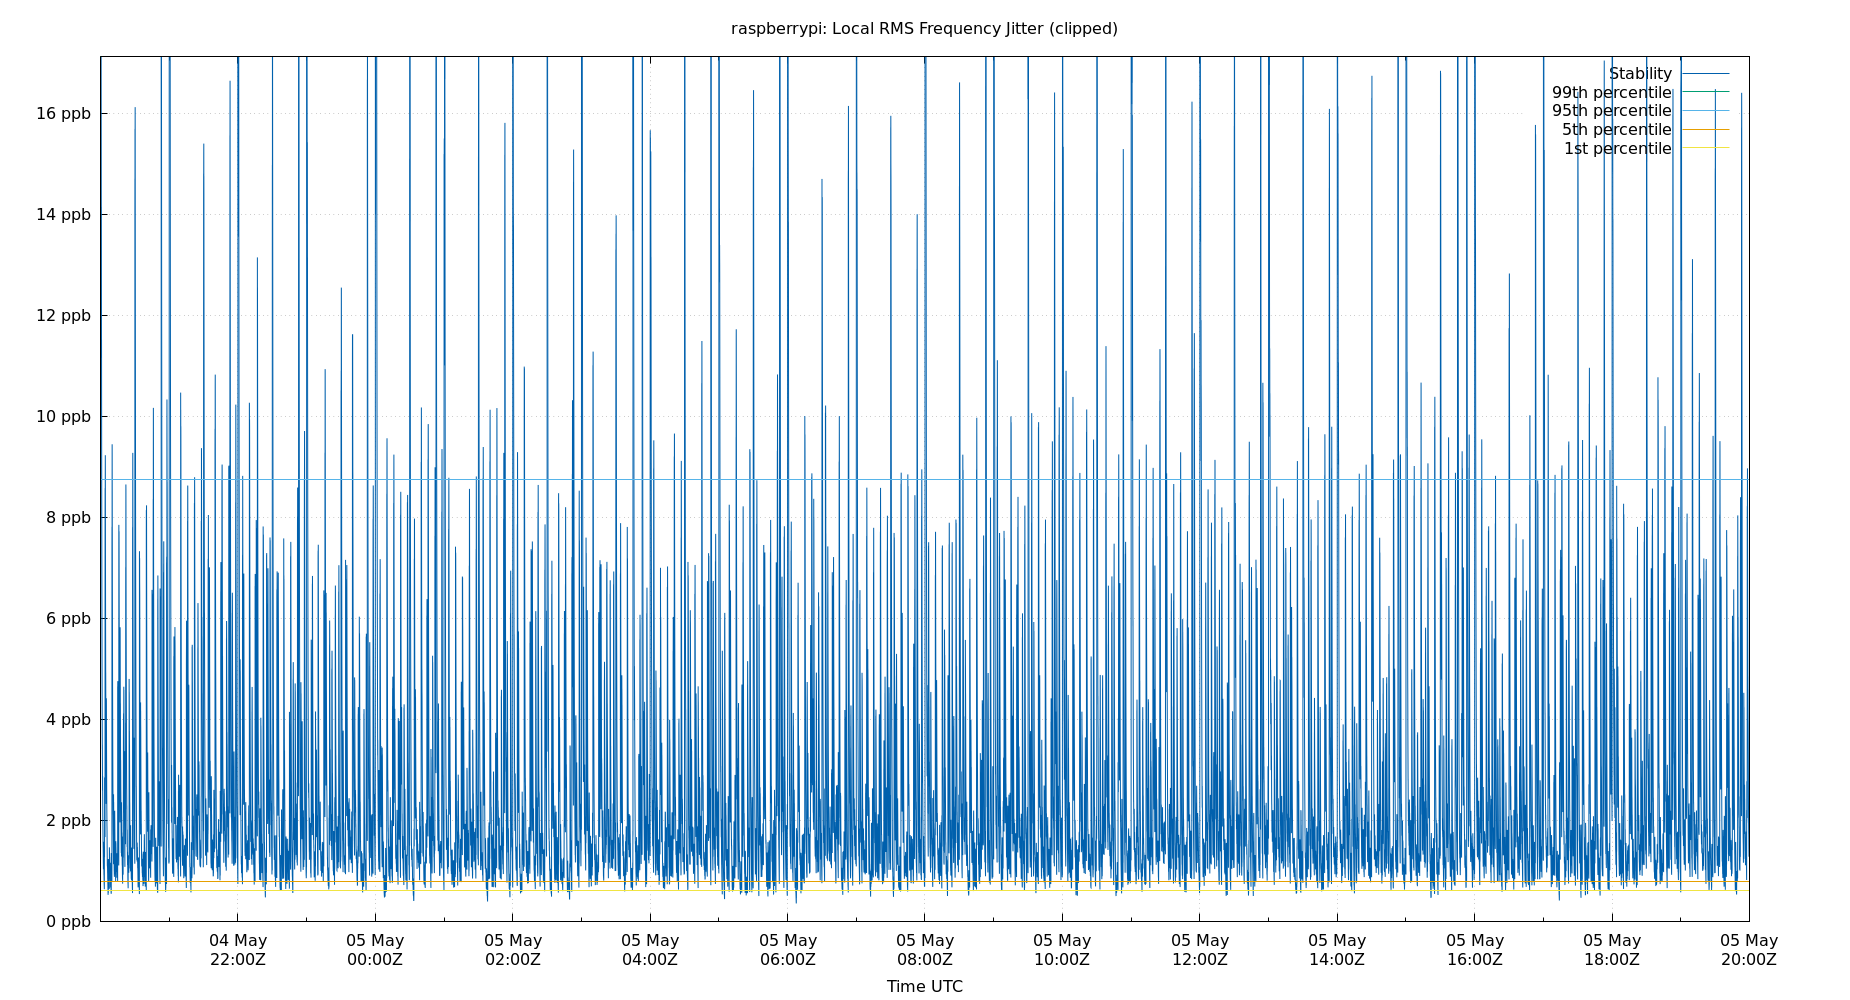 raspberrypi: Local RMS Frequency Jitter (clipped)
Stability
99th percentile
95th percentile
5th percentile
1st percentile
16 ppb
14 ppb
12 ppb
10 ppb
8 ppb
6 ppb
4 ppb
2 ppb
0 ppb
04 May 05 May 05 May 05 May 05 May 05 May 05 May 05 May 05 May 05 May 05 May 05 May
22:00Z 00:00Z 02:00Z 04:00Z 06:00Z 08:00Z 10:00Z 12:00Z 14:00Z 16:00Z 18:00Z 20:00Z
Time UTC